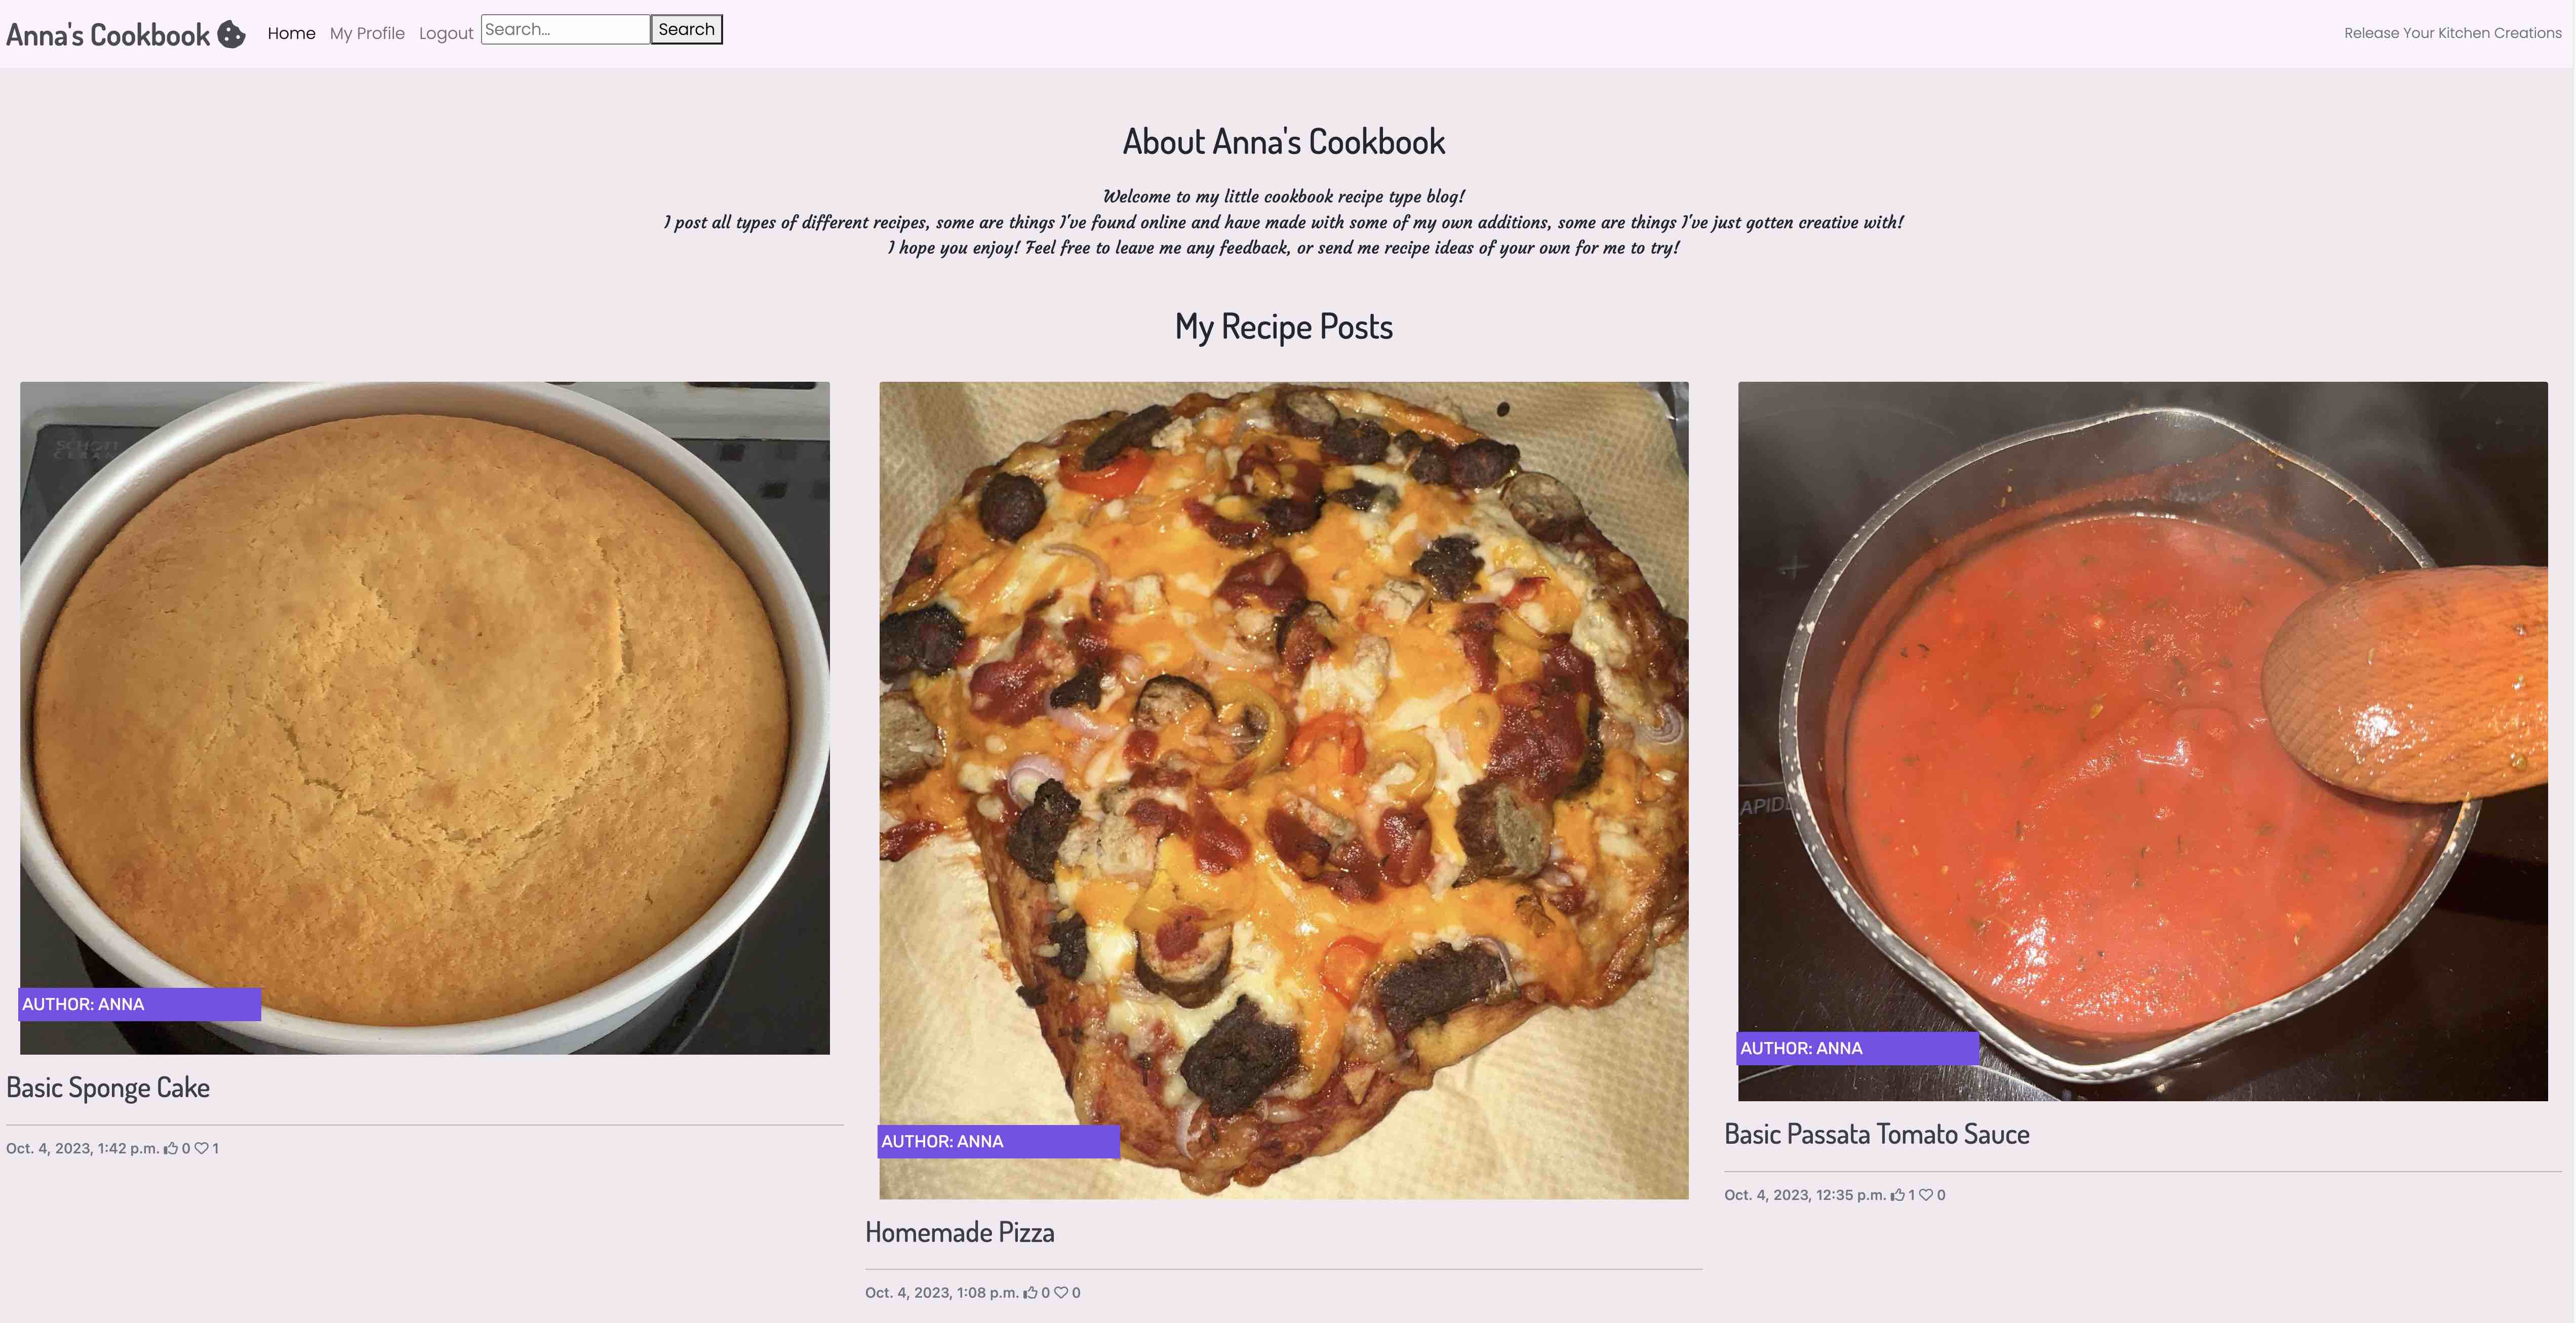 Anna's Cookbook
Home My Profile Logout Search... Search
Release Your Kitchen Creations
About Anna's Cookbook
Welcome to my little cookbook recipe type blog!
I post all types of different recipes, some are things I've found online and have made with some of my own additions, some are things I've just gotten creative with!
I hope you enjoy! Feel free to leave me any feedback, or send me recipe ideas of your own for me to try!
My Recipe Posts
AUTHOR: ANNA
Basic Sponge Cake
Oct. 4, 2023, 1:42 p.m. 0 1
AUTHOR: ANNA
Homemade Pizza
Oct. 4, 2023, 1:08 p.m. 0 0
AUTHOR: ANNA
Basic Passata Tomato Sauce
Oct. 4, 2023, 12:35 p.m. 1 0